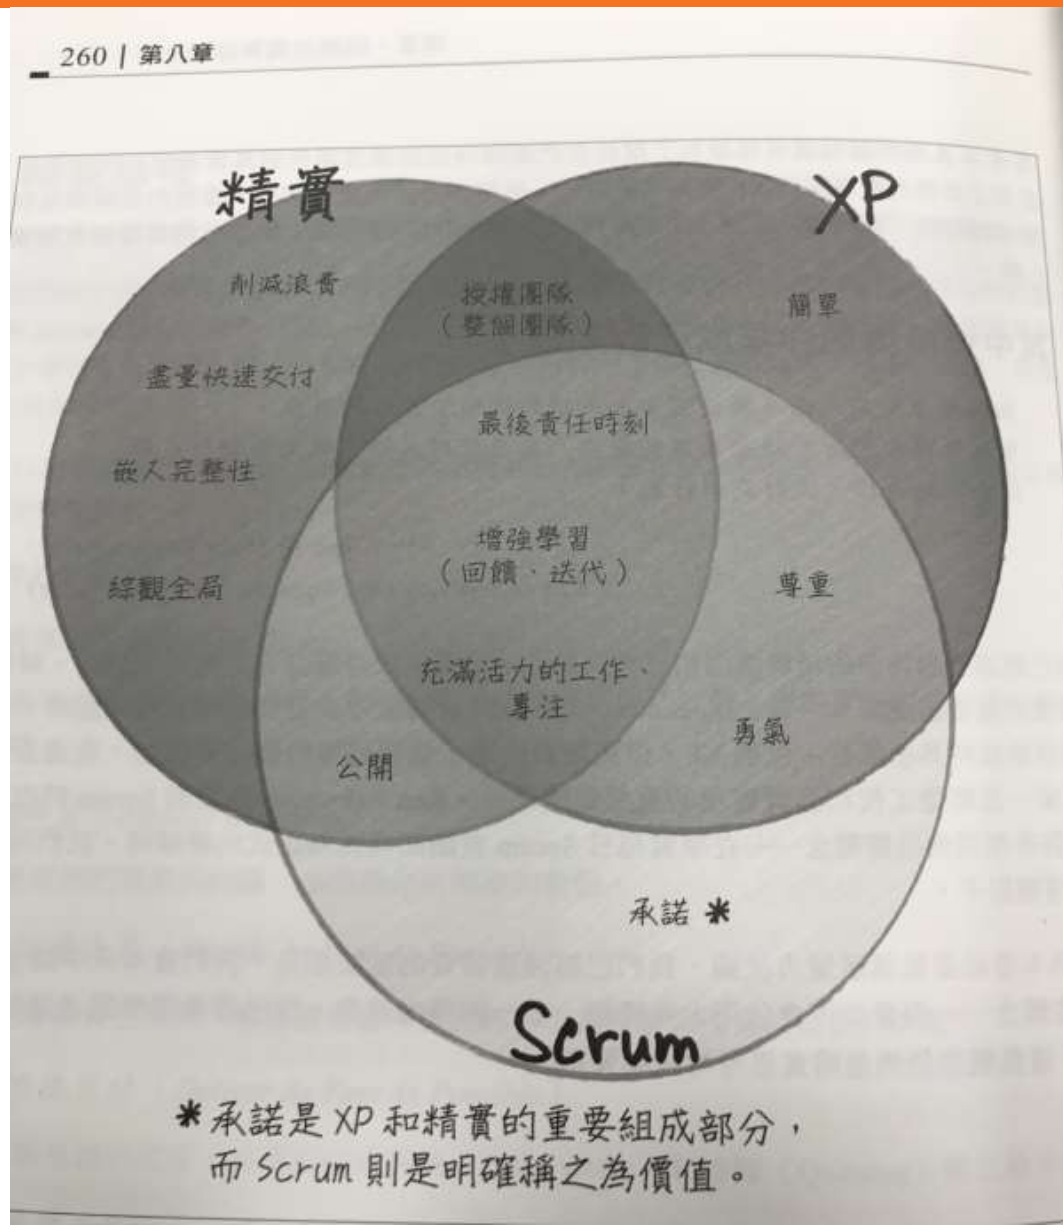 260 | 第八章
精實
XP
削減浪費
授權團隊
（整個團隊）
簡單
盡量快速交付
最後責任時刻
嵌入完整性
增強學習
（回饋、迭代）
綜觀全局
尊重
充滿活力的工作、
專注
勇氣
公開
承諾 *
Scrum
* 承諾是 XP 和精實的重要組成部分，
而 Scrum 則是明確稱之為價值。